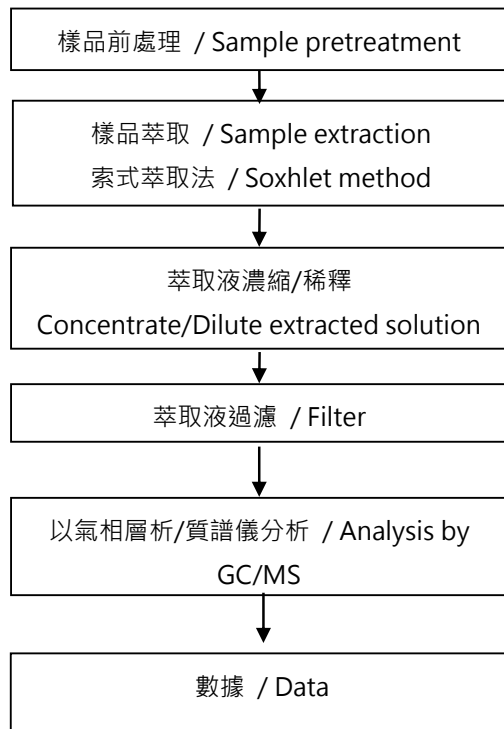 樣品前處理 / Sample pretreatment
樣品萃取 / Sample extraction
索式萃取法 / Soxhlet method
萃取液濃縮/稀釋
Concentrate/Dilute extracted solution
萃取液過濾 / Filter
以氣相層析/質譜儀分析 / Analysis by
GC/MS
數據 / Data